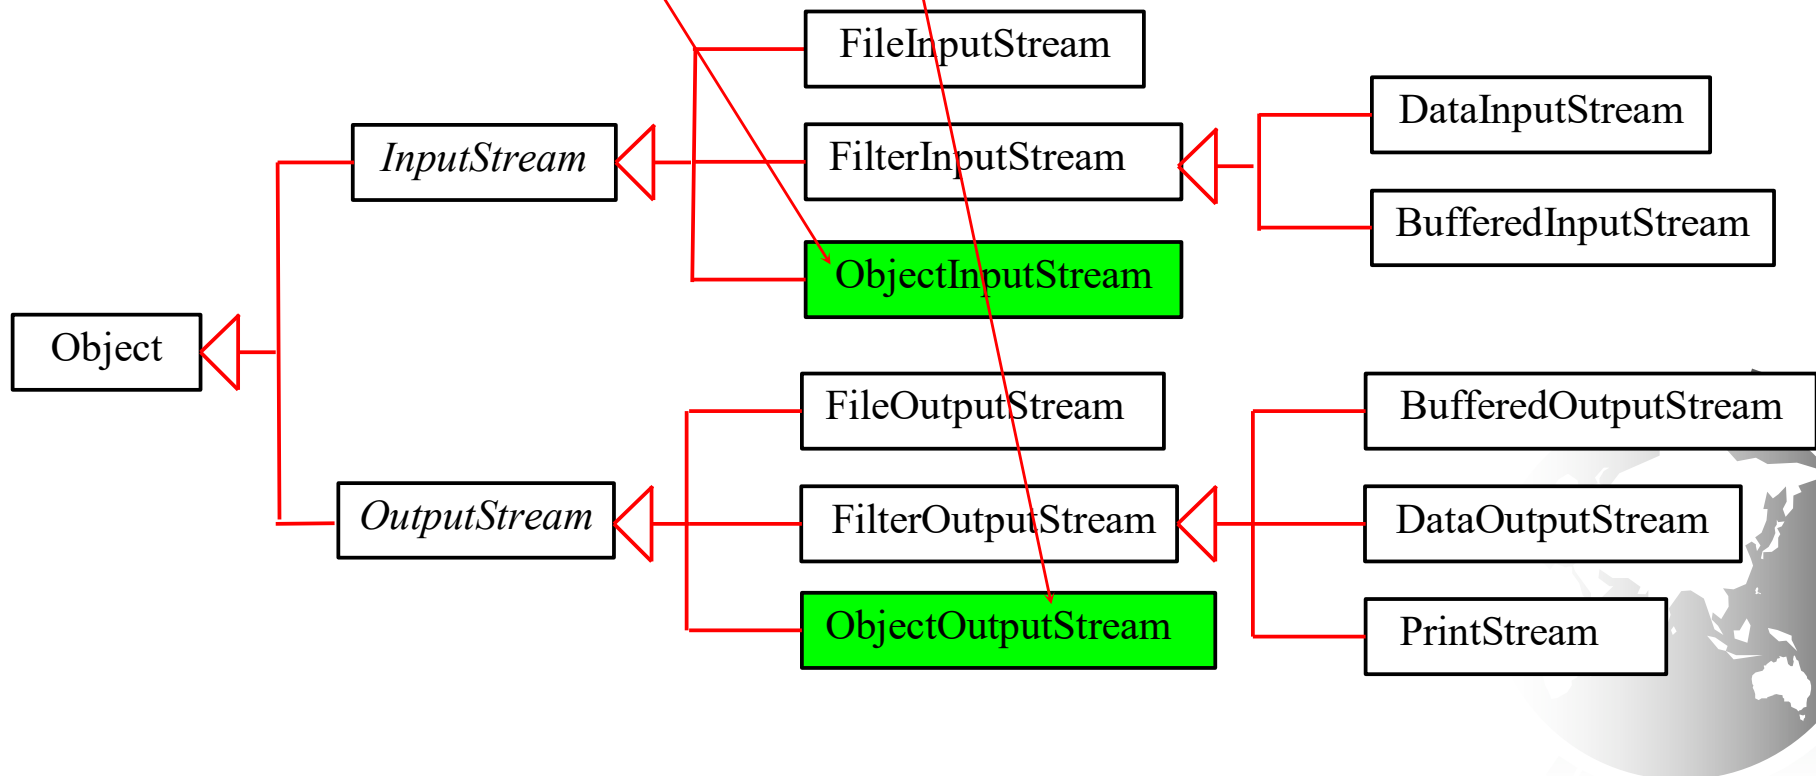 FileInputStream
DataInputStream
InputStream
FilterInputStream
BufferedInputStream
ObjectInputStream
Object
FileOutputStream
BufferedOutputStream
OutputStream
FilterOutputStream
DataOutputStream
ObjectOutputStream
PrintStream